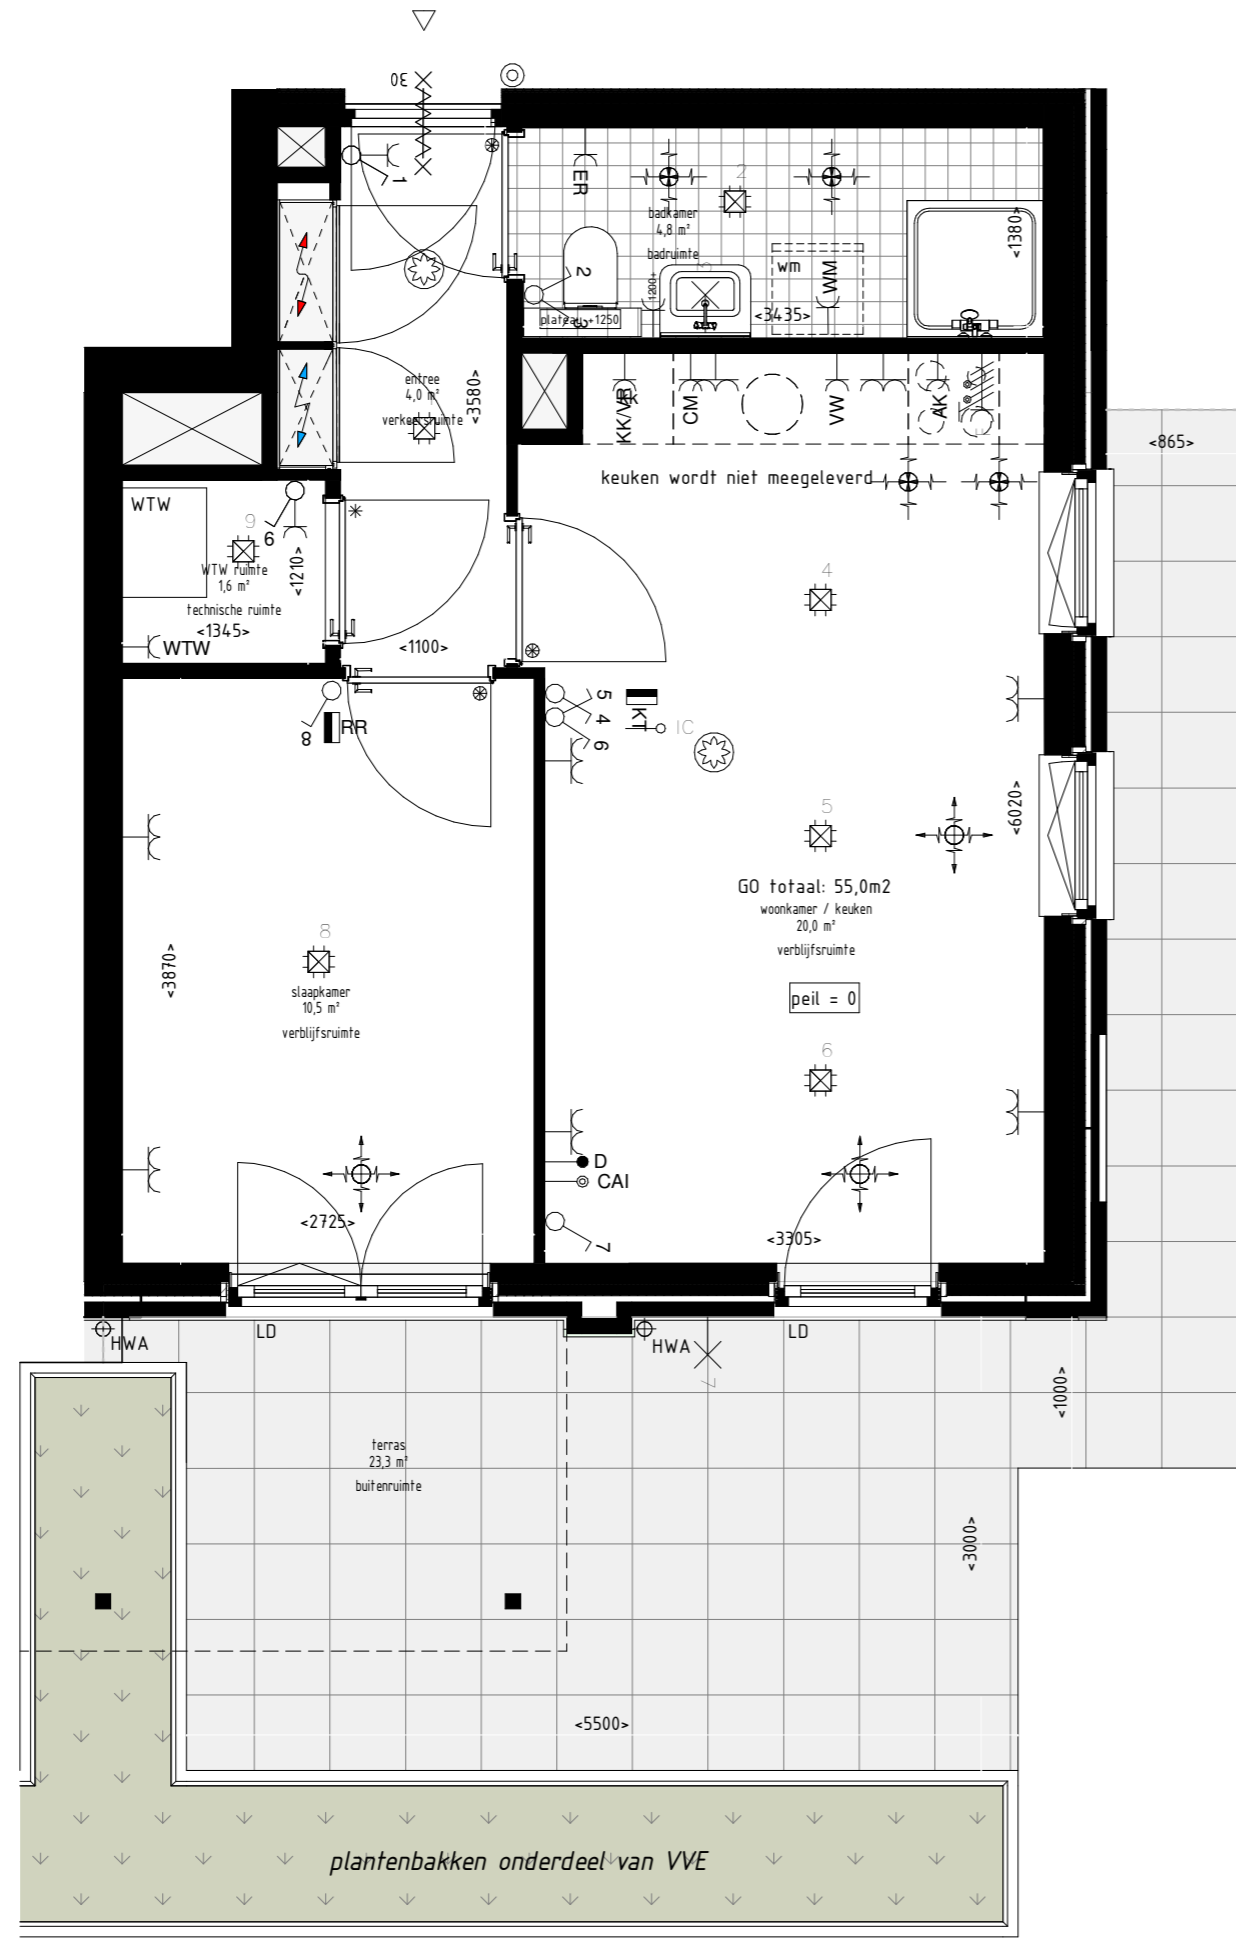 30
1
ER
2
badkamer
4,8 m²
badruimte
wm
WM
<1380>
2
3
1200+
plateau +1250
<3435>
entree
4,0 m²
verkeersruimte
<3580>
KK/VR
kk
CM
VW
AK
<865>
keuken wordt niet meegeleverd
WTW
9
6
WTW ruimte
1,6 m²
technische ruimte
<1210>
<1345>
WTW
<1100>
4
8
RR
5
4
6
KT
IC
5
<6020>
GO totaal: 55,0m2
woonkamer / keuken
20,0 m²
verblijfsruimte
peil = 0
8
slaapkamer
10,5 m²
verblijfsruimte
<3870>
6
D
CAI
7
<2725>
<3305>
HWA
LD
HWA
LD
7
<1000>
terras
23,3 m²
buitenruimte
<3000>
<5500>
plantenbakken onderdeel van VVE